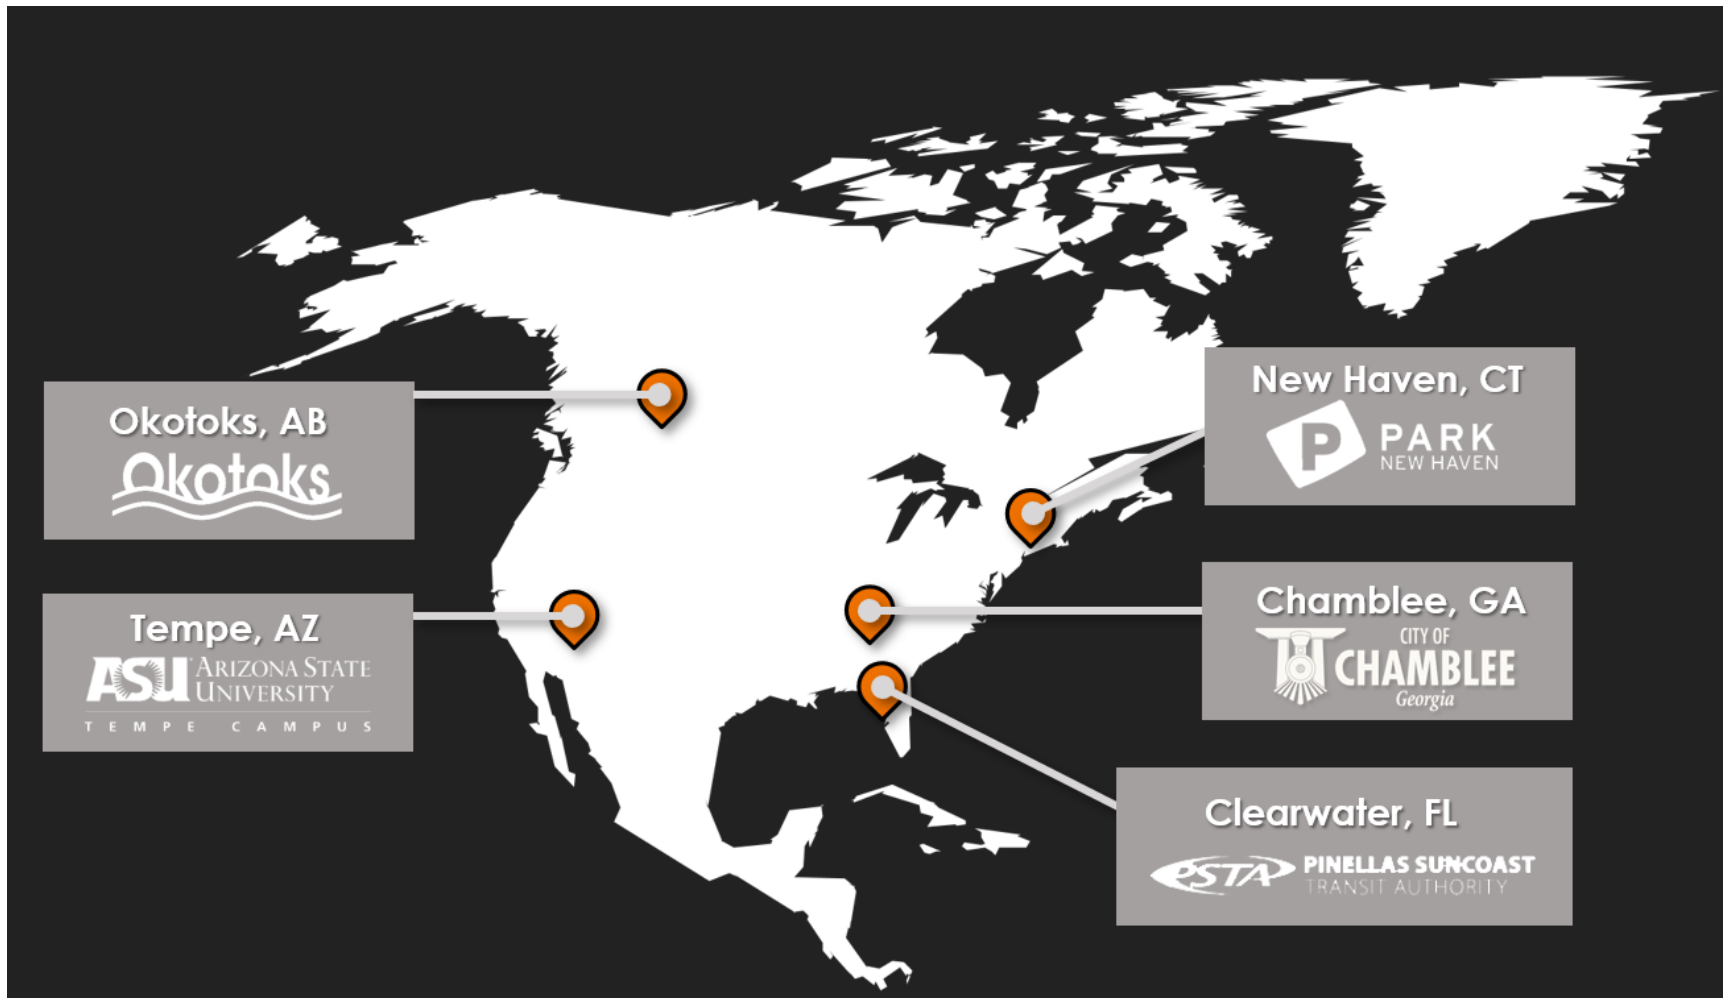 Okotoks, AB
Okotoks
Tempe, AZ
ASU ARIZONA STATE
UNIVERSITY
TEMPE CAMPUS
New Haven, CT
P PARK
NEW HAVEN
Chamblee, GA
CITY OF
CHAMBLEE
Georgia
Clearwater, FL
PSTA PINELLAS SUNCOAST
TRANSIT AUTHORITY